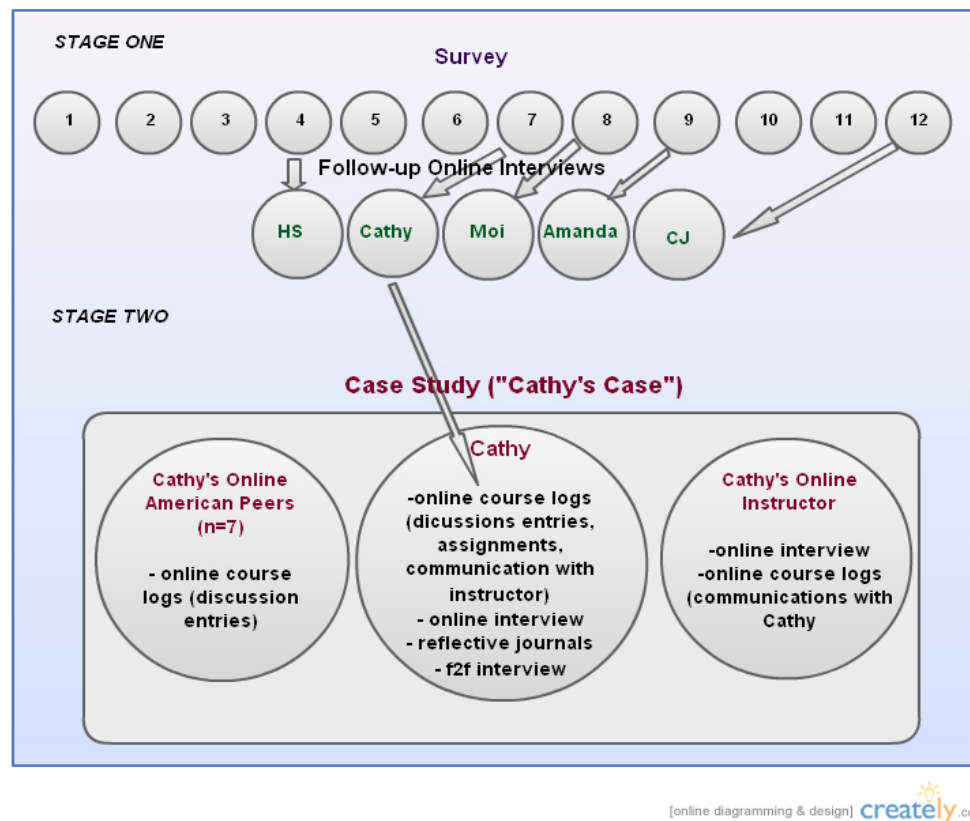 STAGE ONE
Survey
1 2 3 4 5 6 7 8 9 10 11 12
Follow-up Online Interviews
HS Cathy Moi Amanda CJ
STAGE TWO
Case Study ("Cathy's Case")
Cathy's Online
American Peers
(n=7)
- online course
logs (discussion
entries)
Cathy
-online course logs
(dicussions entries,
assignments,
communication with
instructor)
- online interview
- reflective journals
- f2f interview
Cathy's Online
Instructor
-online interview
-online course logs
(communications with
Cathy
[online diagramming & design] creately.co